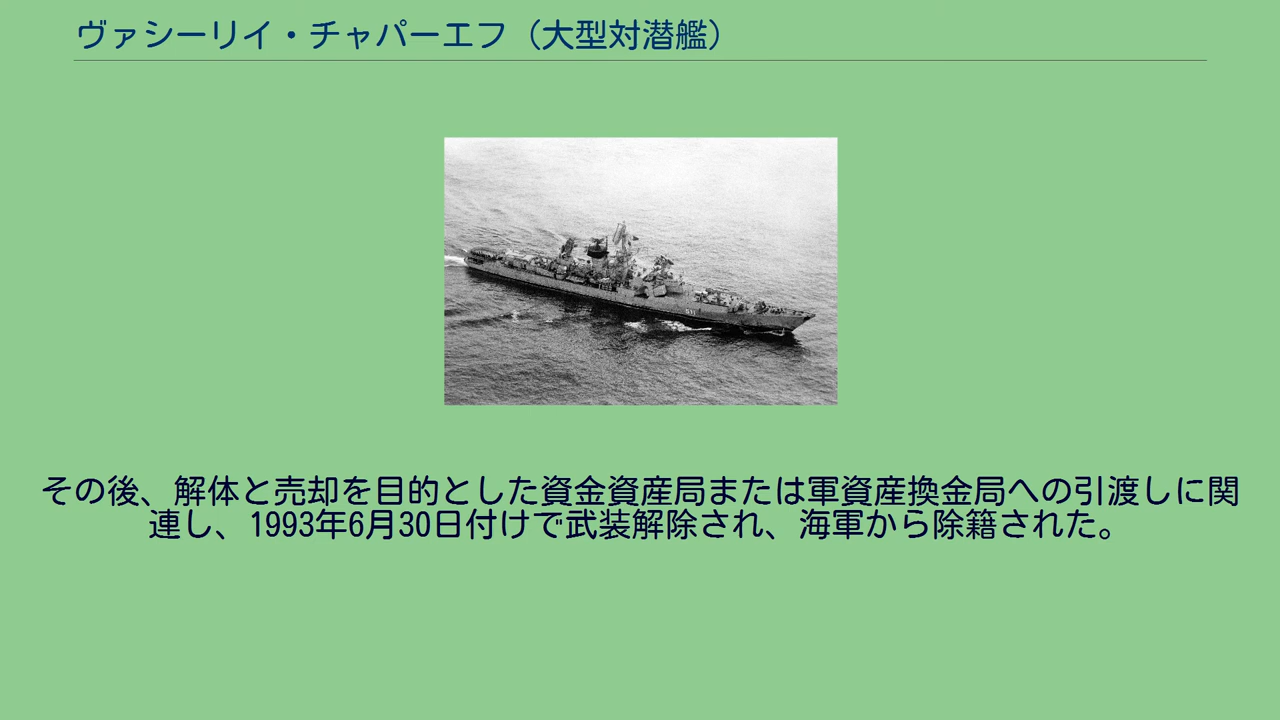 ヴァシーリイ・チャパーエフ（大型対潜艦）
その後、解体と売却を目的とした資金資産局または軍資産換金局への引渡しに関
連し、1993年6月30日付けで武装解除され、海軍から除籍された。